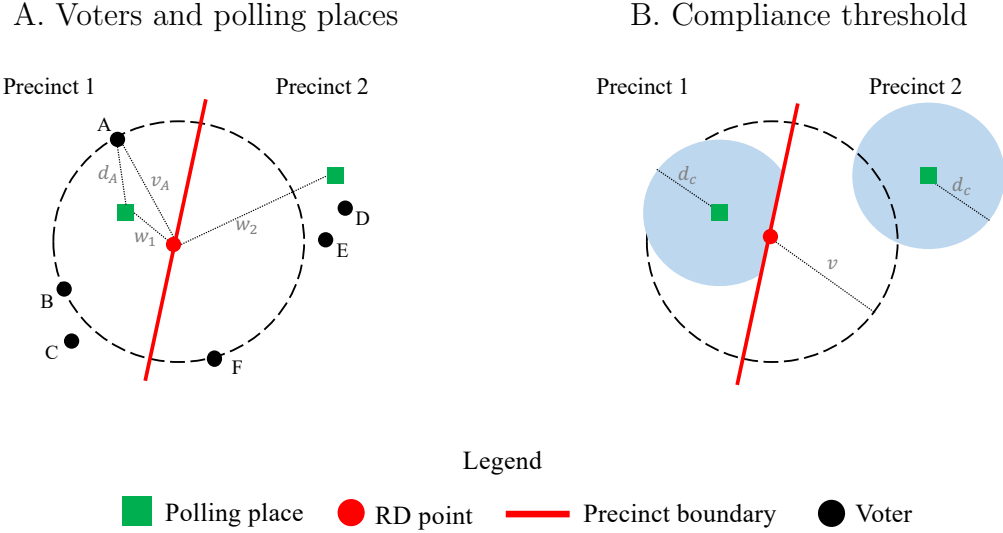 A. Voters and polling places
B. Compliance threshold
Precinct 1
Precinct 2
A
d_A
v_A
w_1
w_2
D
E
B
C
F
Precinct 1
Precinct 2
d_c
d_c
v
Legend
Polling place
RD point
Precinct boundary
Voter